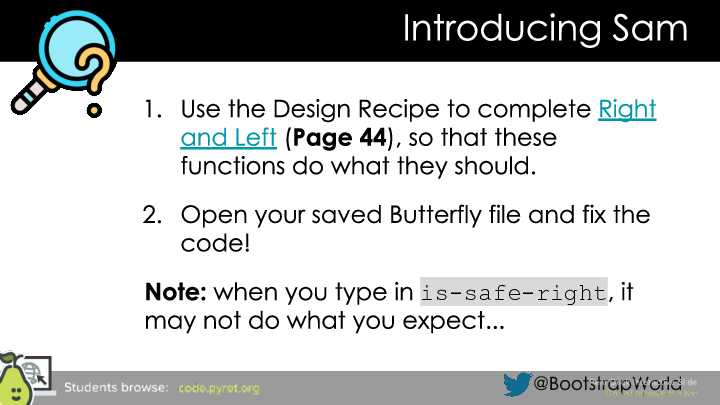 Introducing Sam
1. Use the Design Recipe to complete Right
and Left (Page 44), so that these
functions do what they should.
2. Open your saved Butterfly file and fix the
code!
Note: when you type in is-safe-right, it
may not do what you expect...
Students browse: code.pyret.org
@BootstrapWorld